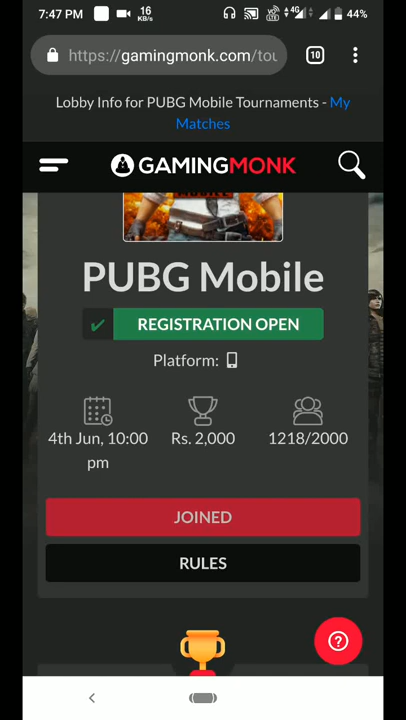 7:47 PM 16 KB/s 4G 44%
https://gamingmonk.com/tou 10
Lobby Info for PUBG Mobile Tournaments - My
Matches
GAMINGMONK
PUBG Mobile
REGISTRATION OPEN
Platform:
4th Jun, 10:00 Rs. 2,000 1218/2000
pm
JOINED
RULES